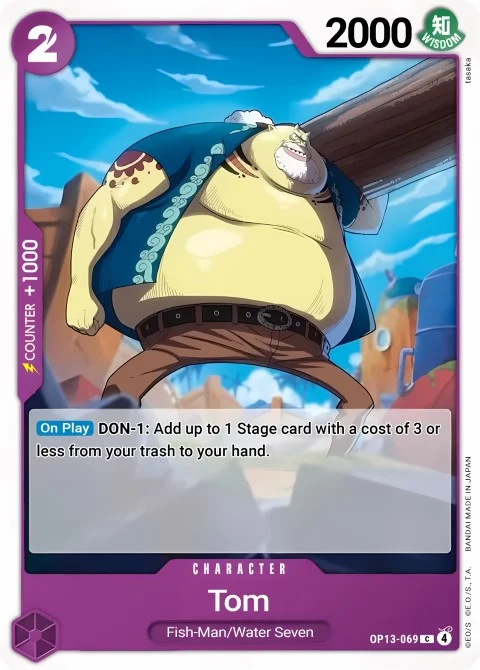 2
2000
知
WISDOM
tasaka
COUNTER +1000
On Play DON-1: Add up to 1 Stage card with a cost of 3 or
less from your trash to your hand.
CHARACTER
Tom
Fish-Man/Water Seven
OP13-069 C 4
©E.O/S ©E.O./S., T.A. BANDAI MADE IN JAPAN